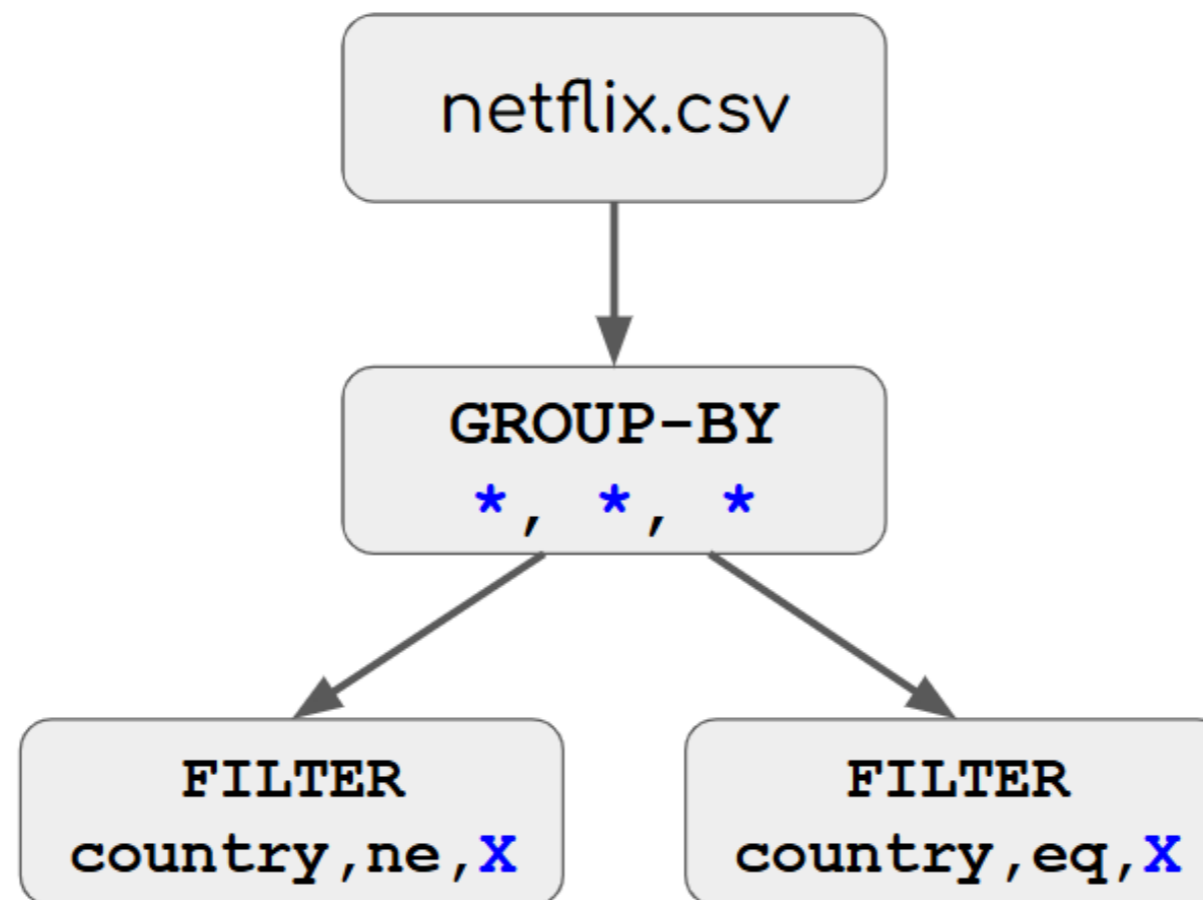 netflix.csv
GROUP-BY
*, *, *
FILTER
country,ne,X
FILTER
country,eq,X